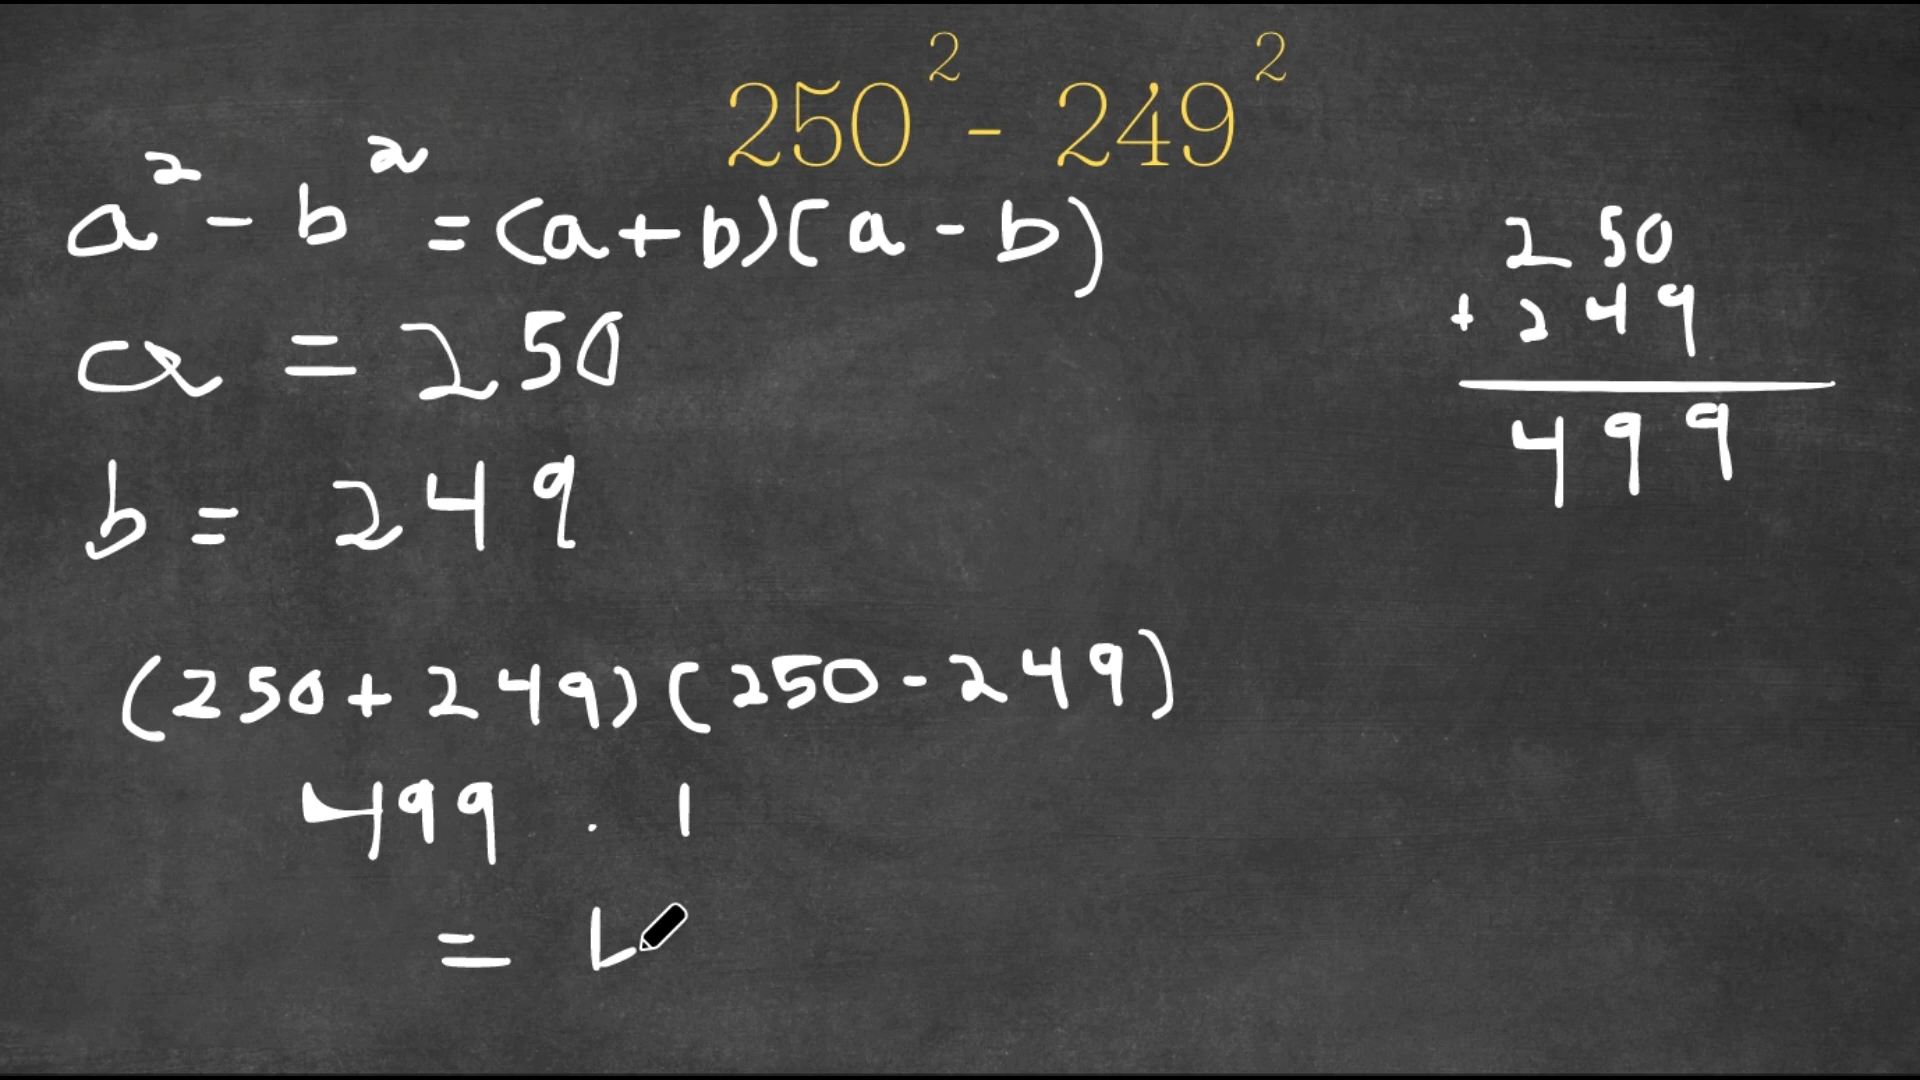 250² - 249²
a² - b² = (a+b)(a - b)
a = 250
b = 249
(250 + 249)(250 - 249)
499 . 1
=
250
+ 249
499